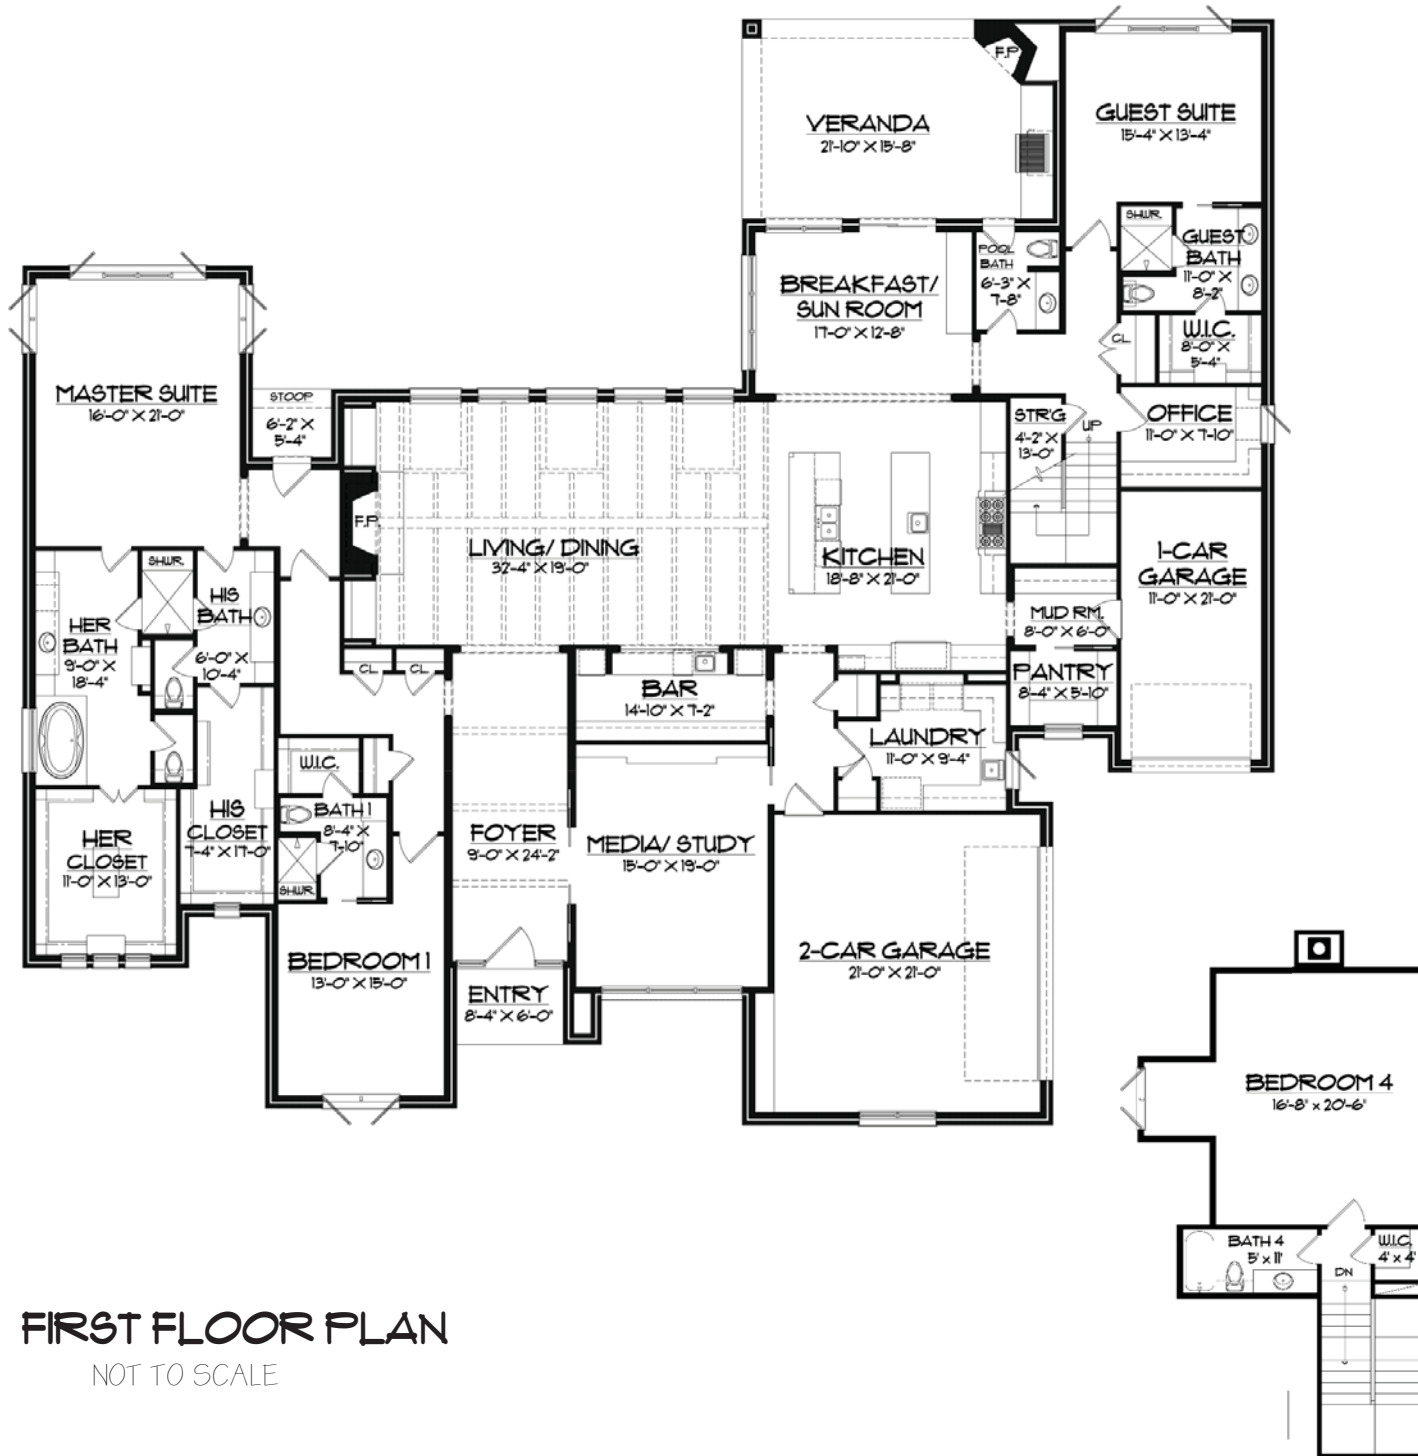 F.P.
VERANDA
21'-10" X 15'-8"
GUEST SUITE
15'-4" X 13'-4"
SHWR.
GUEST
BATH
11'-0" X
8'-2"
POOL
BATH
6'-3" X
7'-8"
BREAKFAST/
SUN ROOM
17'-0" X 12'-8"
CL
W.I.C.
8'-0" X
5'-4"
MASTER SUITE
16'-0" X 21'-0"
STOOP
6'-2" X
5'-4"
STR'G
4'-2" X
13'-0"
UP
OFFICE
11'-0" X 7'-10"
F.P.
LIVING/ DINING
32'-4" X 19'-0"
KITCHEN
18'-8" X 21'-0"
1-CAR
GARAGE
11'-0" X 21'-0"
SHWR.
HIS
BATH
6'-0" X
10'-4"
HER
BATH
9'-0" X
18'-4"
MUD RM.
8'-0" X 6'-0"
CL
CL
PANTRY
8'-4" X 5'-10"
BAR
14'-10" X 7'-2"
LAUNDRY
11'-0" X 9'-4"
W.I.C.
BATH 1
8'-4" X
7'-10"
SHWR.
HIS
CLOSET
7'-4" X 17'-0"
HER
CLOSET
11'-0" X 13'-0"
FOYER
9'-0" X 24'-2"
MEDIA/ STUDY
15'-0" X 19'-0"
BEDROOM 1
13'-0" X 15'-0"
ENTRY
8'-4" X 6'-0"
2-CAR GARAGE
21'-0" X 21'-0"
BEDROOM 4
16'-8" x 20'-6"
BATH 4
5' x 11'
W.I.C.
4' x 4'
DN
FIRST FLOOR PLAN
NOT TO SCALE